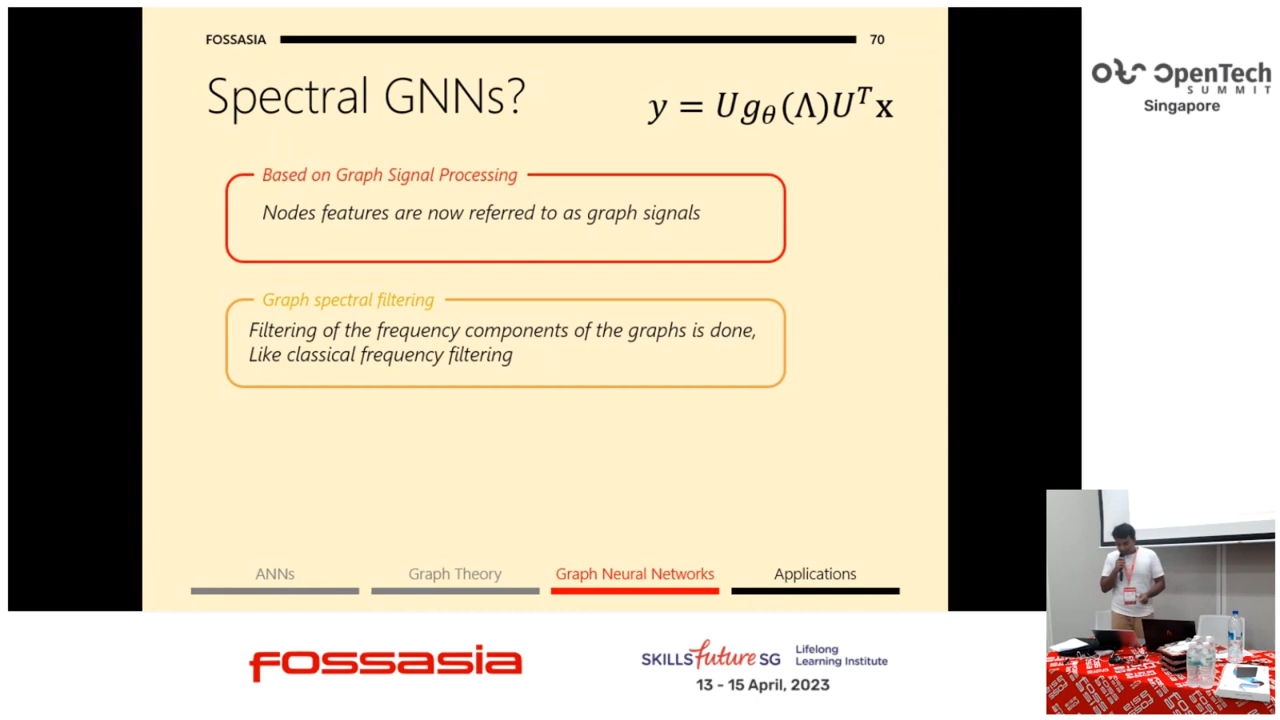 FOSSASIA
70
Spectral GNNs?
y = Ug_θ(Λ)U^T x
Based on Graph Signal Processing
Nodes features are now referred to as graph signals
Graph spectral filtering
Filtering of the frequency components of the graphs is done,
Like classical frequency filtering
ANNs
Graph Theory
Graph Neural Networks
Applications
OpenTech
SUMMIT
Singapore
FOSSASIA
SKILLS future SG
Lifelong
Learning Institute
13 - 15 April, 2023